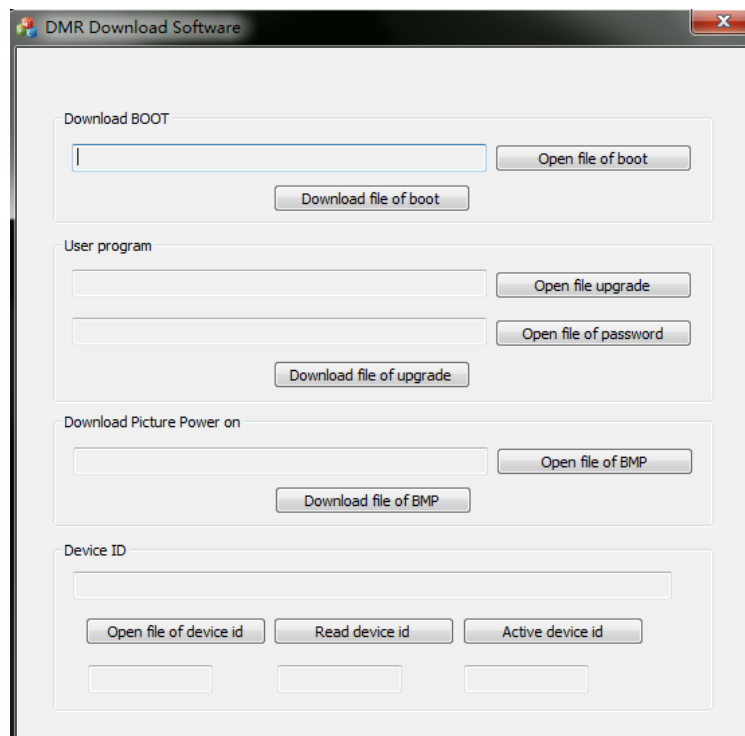 DMR Download Software
Download BOOT
Open file of boot
Download file of boot
User program
Open file upgrade
Open file of password
Download file of upgrade
Download Picture Power on
Open file of BMP
Download file of BMP
Device ID
Open file of device id Read device id Active device id